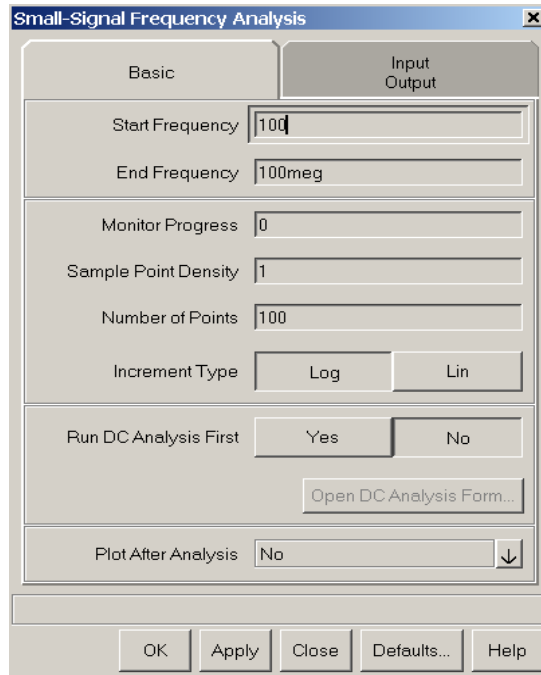 Small-Signal Frequency Analysis
Basic
Input
Output
Start Frequency 100
End Frequency 100meg
Monitor Progress 0
Sample Point Density 1
Number of Points 100
Increment Type Log Lin
Run DC Analysis First Yes No
Open DC Analysis Form...
Plot After Analysis No
OK Apply Close Defaults... Help